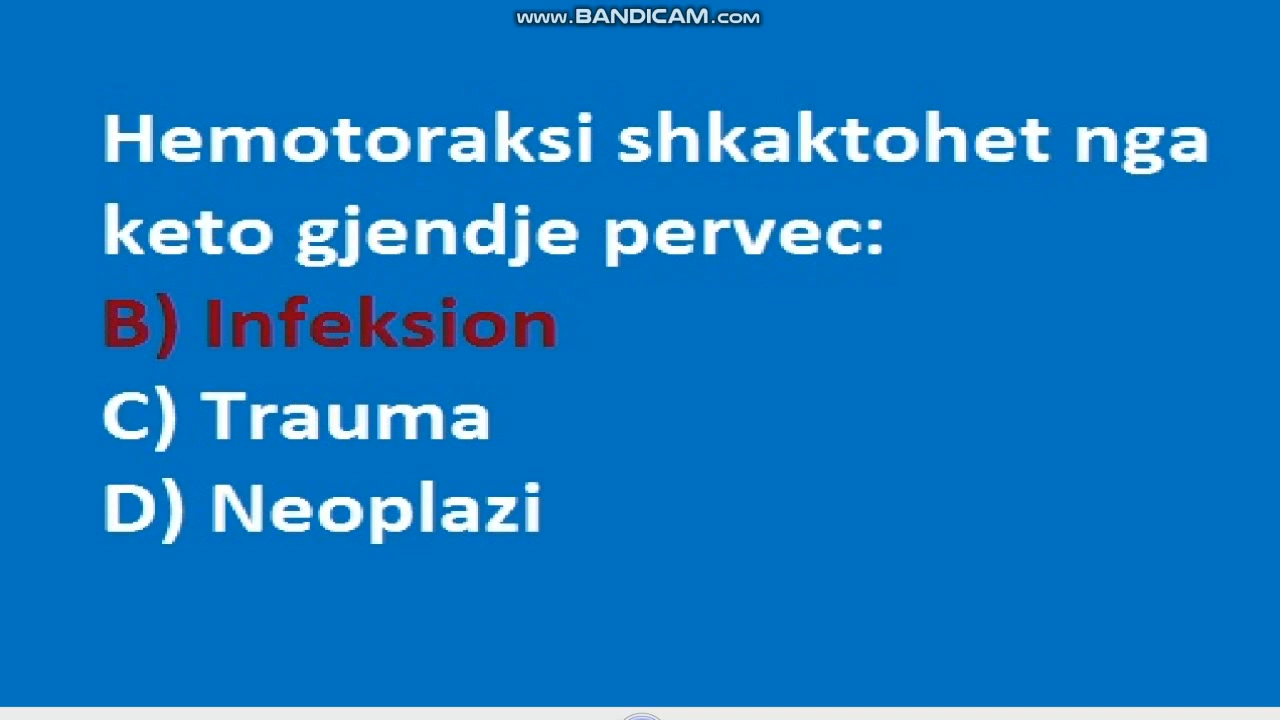 www.BANDICAM.com
Hemotoraksi shkaktohet nga
keto gjendje pervec:
B) Infeksion
C) Trauma
D) Neoplazi